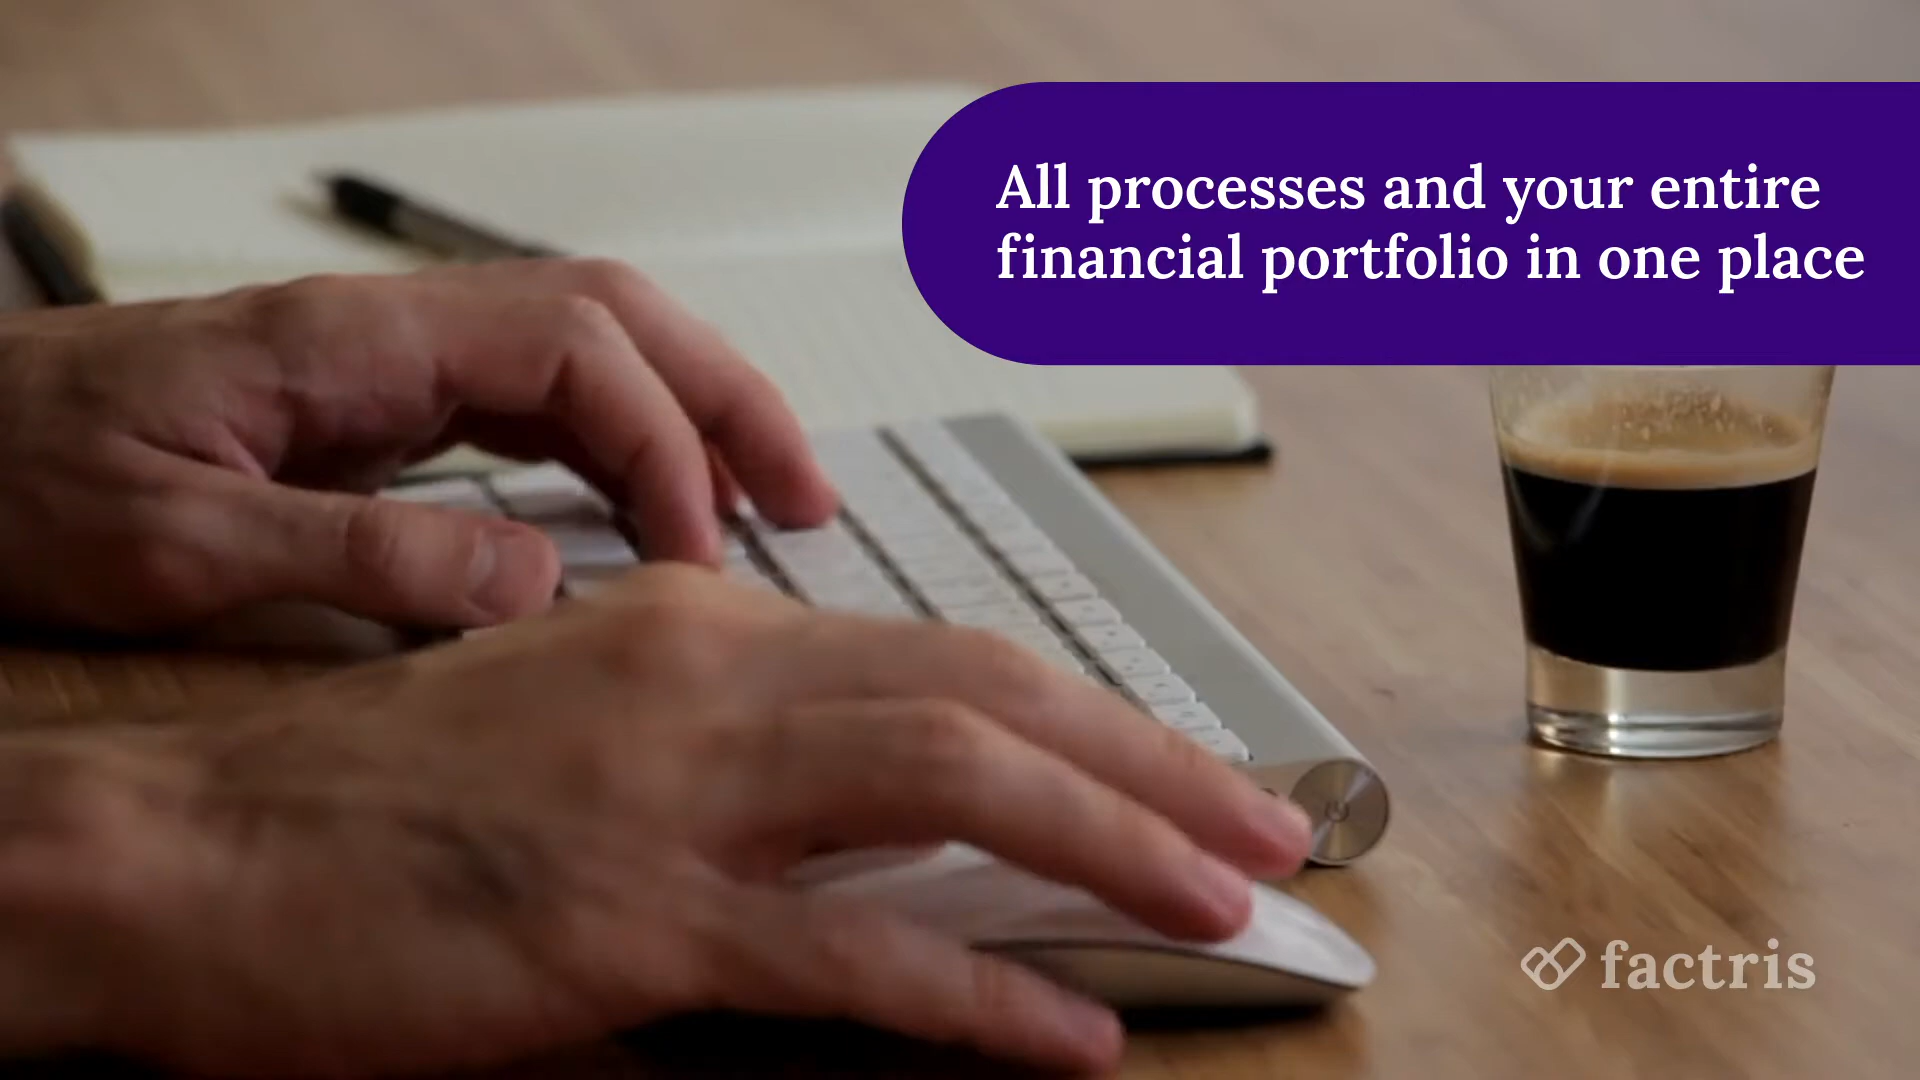 All processes and your entire
financial portfolio in one place
factris